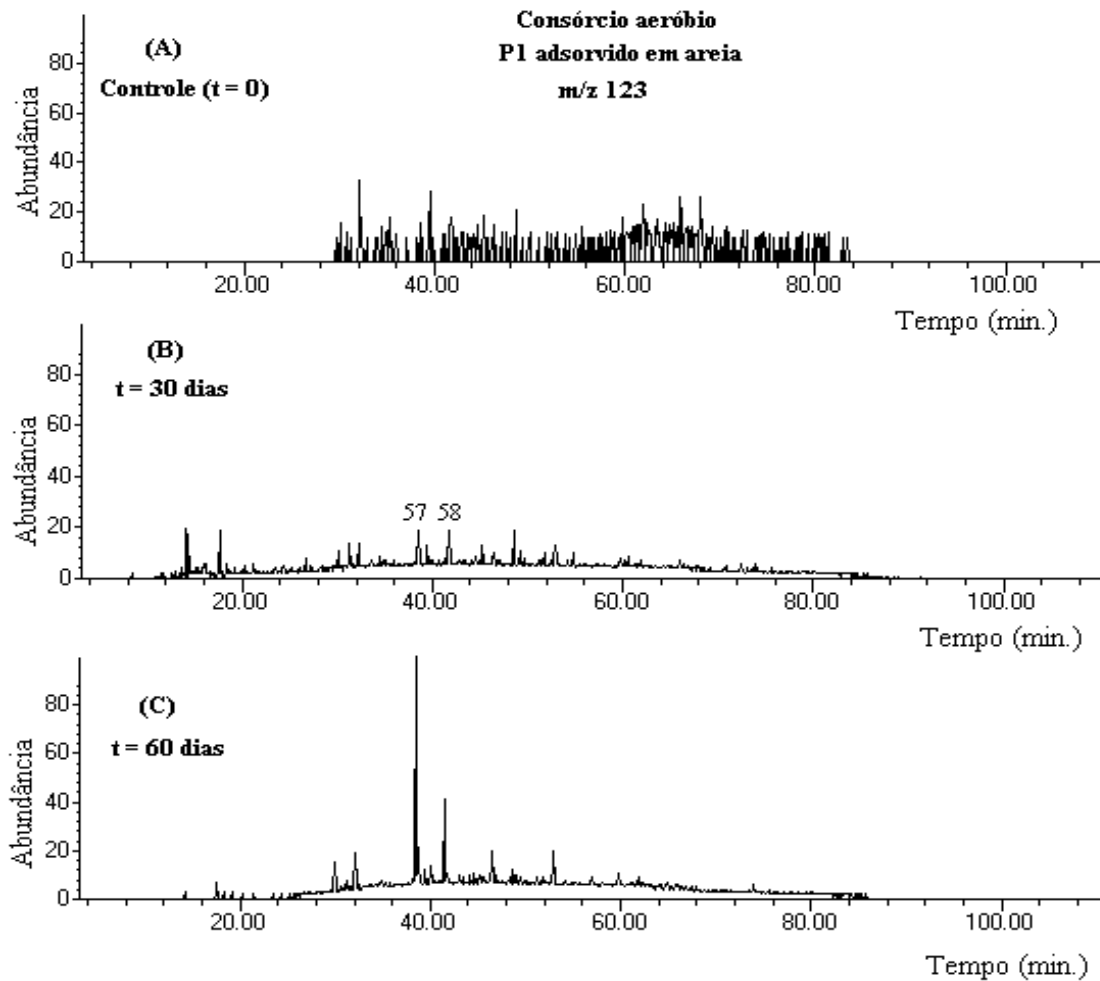 Consórcio aeróbio
P1 adsorvido em areia
m/z 123
(A)
Controle (t = 0)
Abundância
80
60
40
20
0
20.00 40.00 60.00 80.00 100.00
Tempo (min.)
(B)
t = 30 dias
Abundância
80
60
40
20
0
57 58
20.00 40.00 60.00 80.00 100.00
Tempo (min.)
(C)
t = 60 dias
Abundância
80
60
40
20
0
20.00 40.00 60.00 80.00 100.00
Tempo (min.)